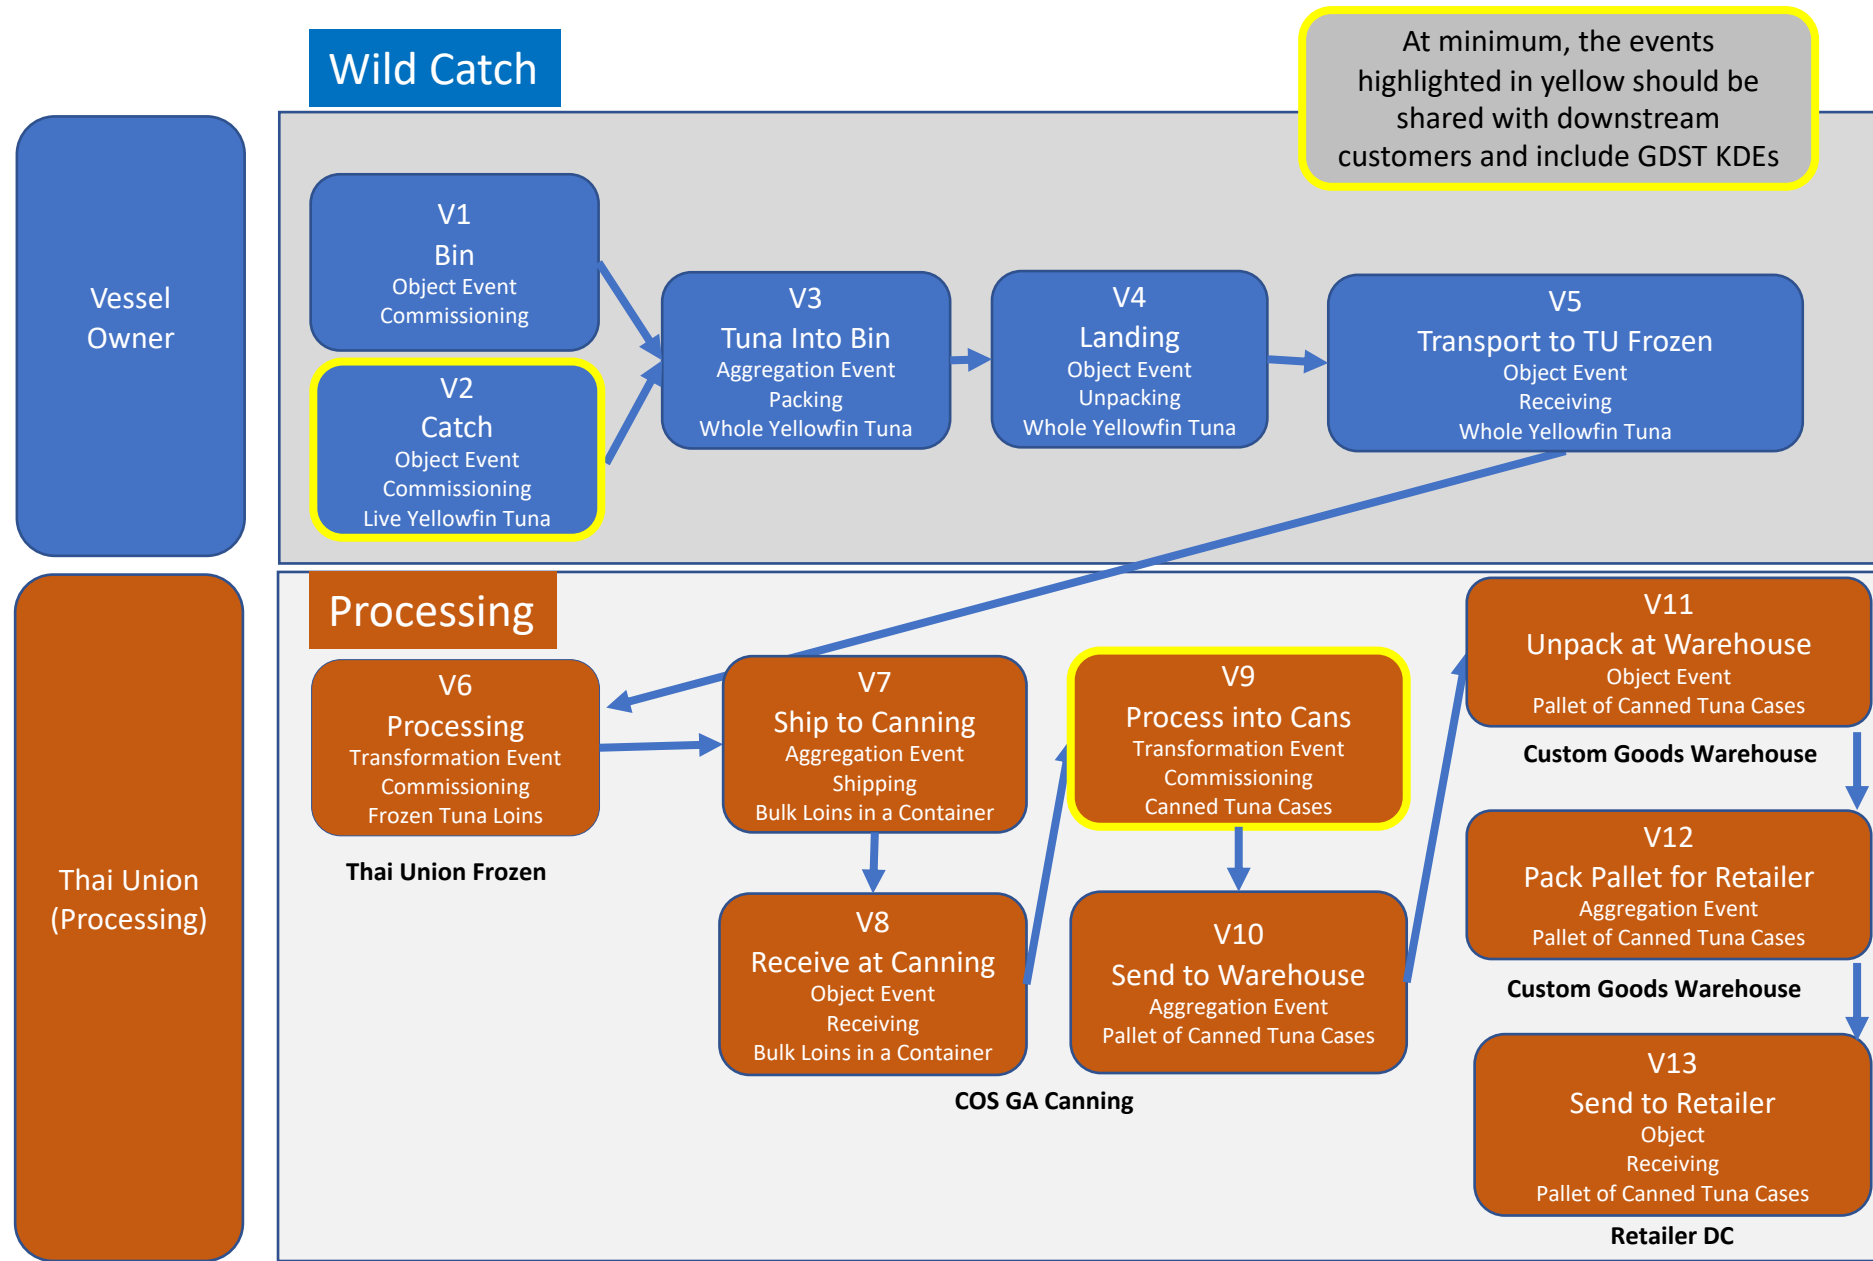 Wild Catch
At minimum, the events
highlighted in yellow should be
shared with downstream
customers and include GDST KDEs
Vessel
Owner
V1
Bin
Object Event
Commissioning
V2
Catch
Object Event
Commissioning
Live Yellowfin Tuna
V3
Tuna Into Bin
Aggregation Event
Packing
Whole Yellowfin Tuna
V4
Landing
Object Event
Unpacking
Whole Yellowfin Tuna
V5
Transport to TU Frozen
Object Event
Receiving
Whole Yellowfin Tuna
Thai Union
(Processing)
Processing
V6
Processing
Transformation Event
Commissioning
Frozen Tuna Loins
Thai Union Frozen
V7
Ship to Canning
Aggregation Event
Shipping
Bulk Loins in a Container
V8
Receive at Canning
Object Event
Receiving
Bulk Loins in a Container
V9
Process into Cans
Transformation Event
Commissioning
Canned Tuna Cases
V10
Send to Warehouse
Aggregation Event
Pallet of Canned Tuna Cases
COS GA Canning
V11
Unpack at Warehouse
Object Event
Pallet of Canned Tuna Cases
Custom Goods Warehouse
V12
Pack Pallet for Retailer
Aggregation Event
Pallet of Canned Tuna Cases
Custom Goods Warehouse
V13
Send to Retailer
Object
Receiving
Pallet of Canned Tuna Cases
Retailer DC